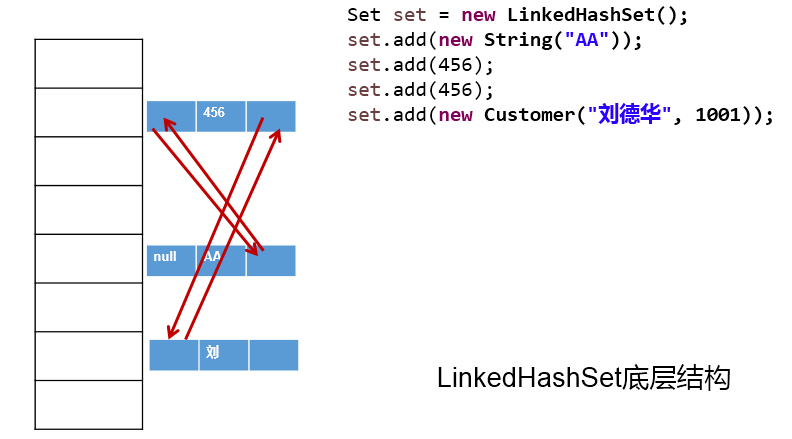 Set set = new LinkedHashSet();
set.add(new String("AA"));
set.add(456);
set.add(456);
set.add(new Customer("刘德华", 1001));
456
null AA
刘
LinkedHashSet底层结构